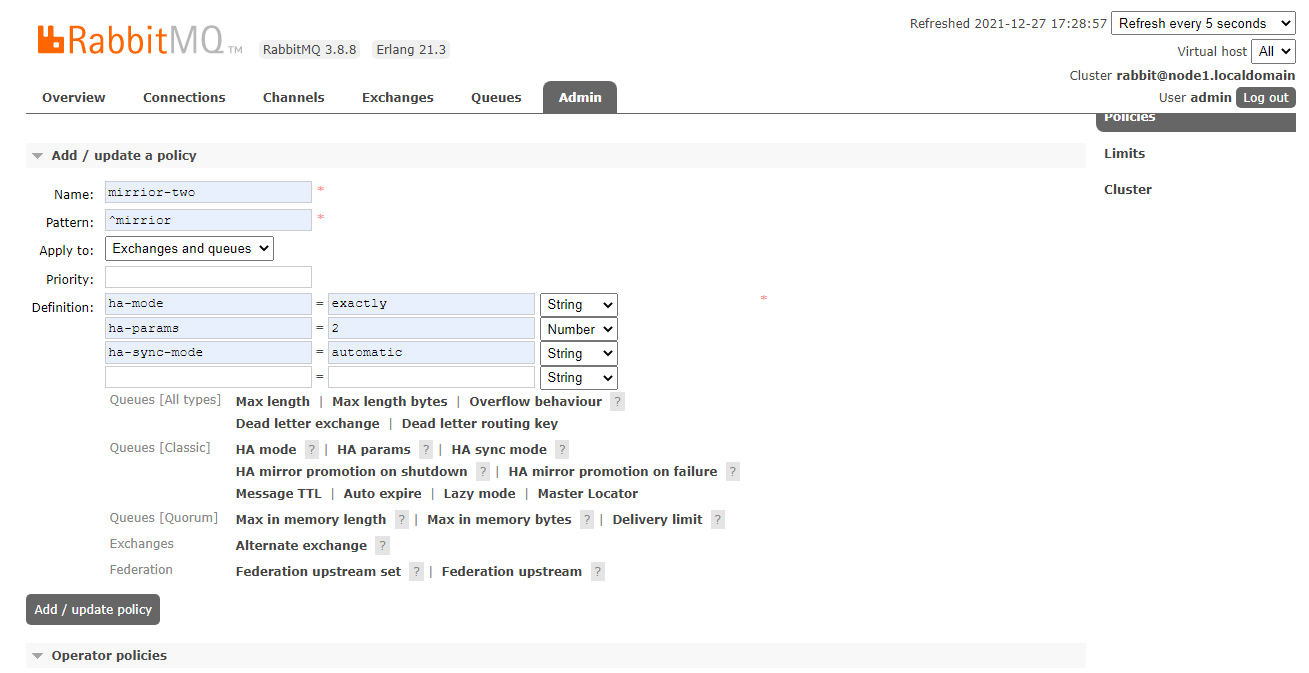 Refreshed 2021-12-27 17:28:57 Refresh every 5 seconds
RabbitMQ TM RabbitMQ 3.8.8 Erlang 21.3
Virtual host All
Cluster rabbit@node1.localdomain
User admin Log out
Overview Connections Channels Exchanges Queues Admin
Policies
Limits
Cluster
Add / update a policy
Name: mirrior-two *
Pattern: ^mirrior *
Apply to: Exchanges and queues
Priority:
Definition: ha-mode = exactly String *
ha-params = 2 Number
ha-sync-mode = automatic String
= String
Queues [All types] Max length | Max length bytes | Overflow behaviour ?
Dead letter exchange | Dead letter routing key
Queues [Classic] HA mode ? | HA params ? | HA sync mode ?
HA mirror promotion on shutdown ? | HA mirror promotion on failure ?
Message TTL | Auto expire | Lazy mode | Master Locator
Queues [Quorum] Max in memory length ? | Max in memory bytes ? | Delivery limit ?
Exchanges Alternate exchange ?
Federation Federation upstream set ? | Federation upstream ?
Add / update policy
Operator policies